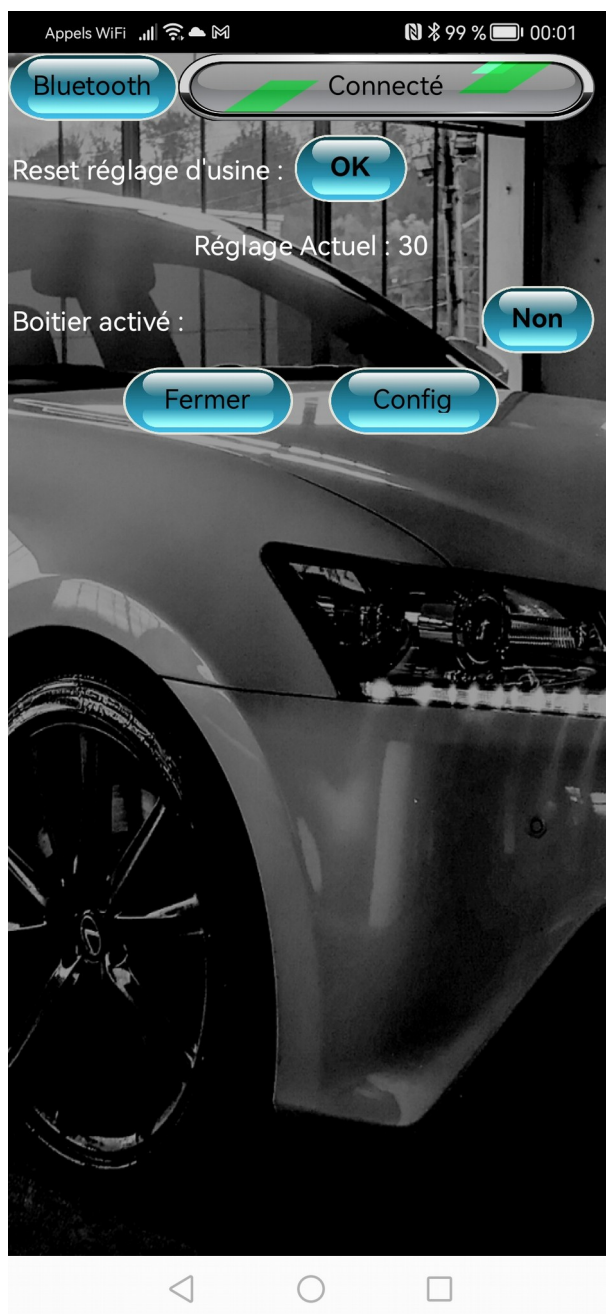 Appels WiFi 99 % 00:01
Bluetooth Connecté
Reset réglage d'usine : OK
Réglage Actuel : 30
Boitier activé : Non
Fermer Config